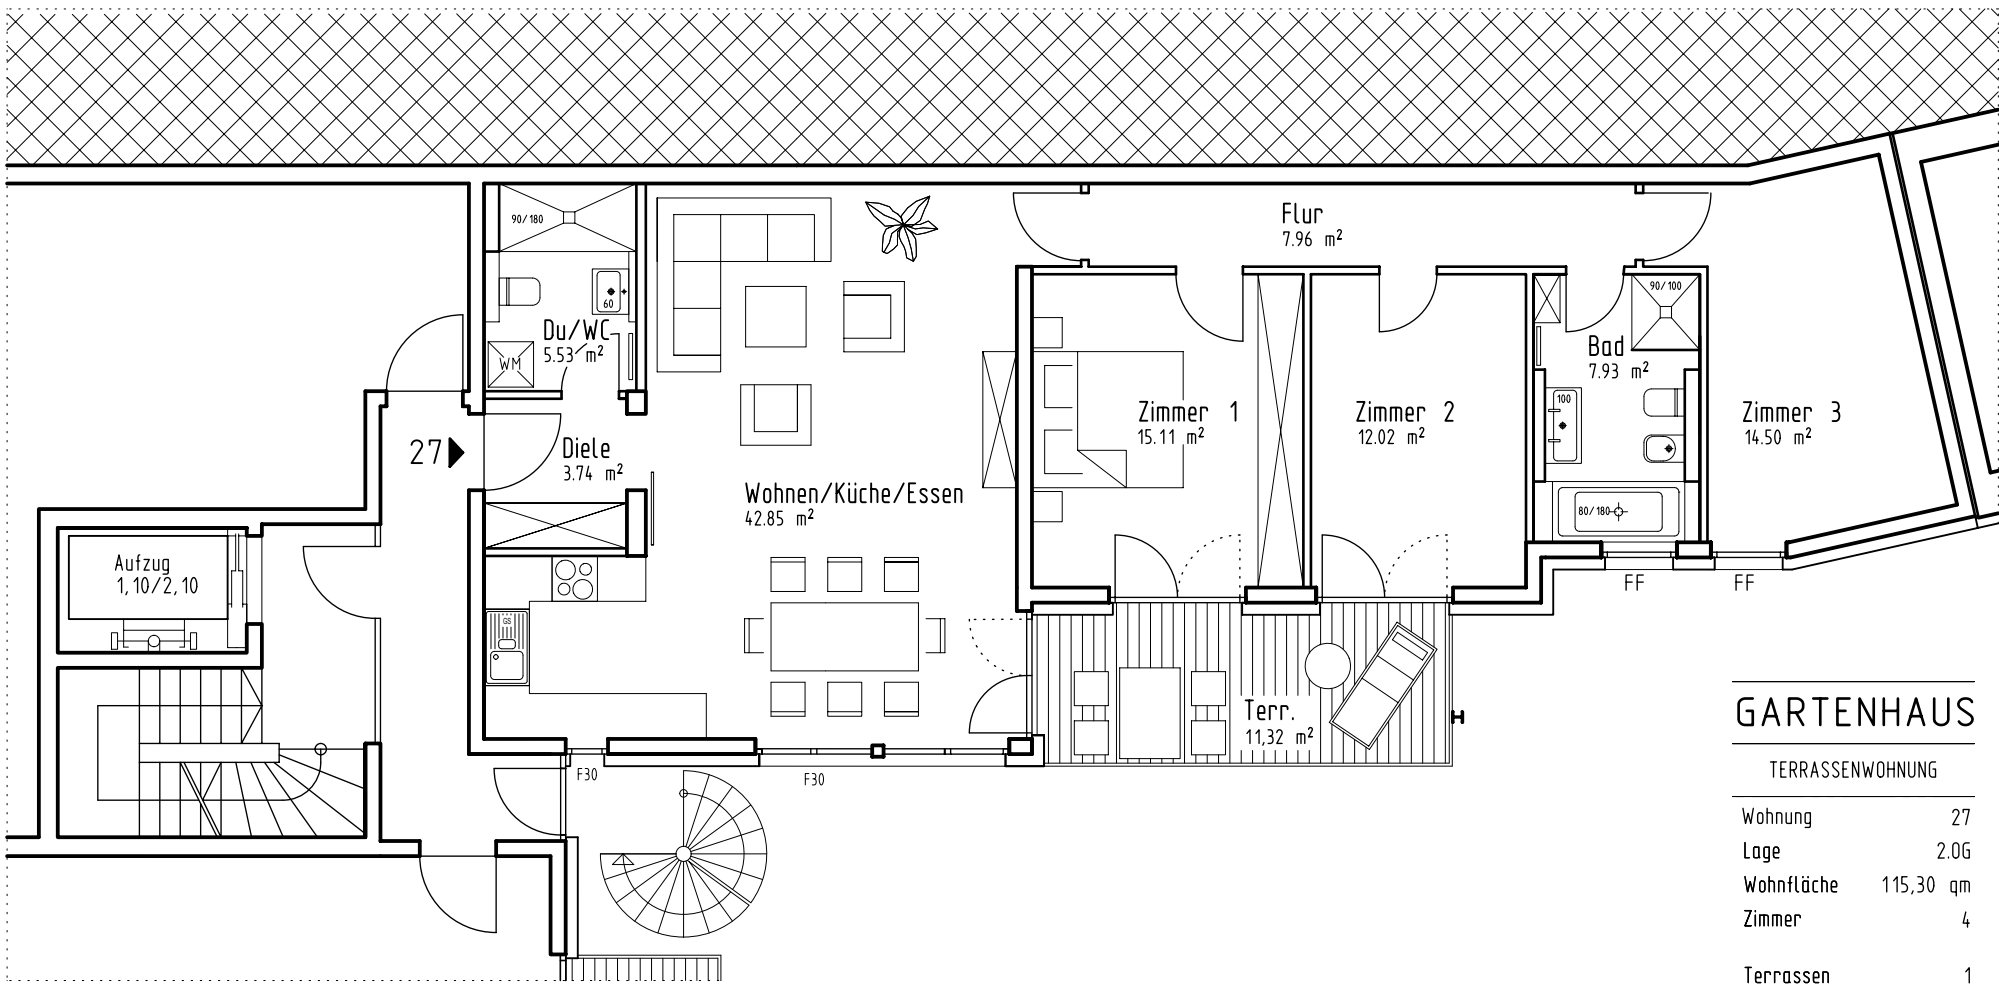 90/180
60
Du/WC
5.53 m²
WM
27
Diele
3.74 m²
Wohnen/Küche/Essen
42.85 m²
Flur
7.96 m²
Zimmer 1
15.11 m²
Zimmer 2
12.02 m²
90/100
Bad
7.93 m²
100
80/180
Zimmer 3
14.50 m²
FF
FF
Aufzug
1,10/2,10
GS
Terr.
11,32 m²
F30
F30
GARTENHAUS
TERRASSENWOHNUNG
Wohnung 27
Lage 2.OG
Wohnfläche 115,30 qm
Zimmer 4
Terrassen 1